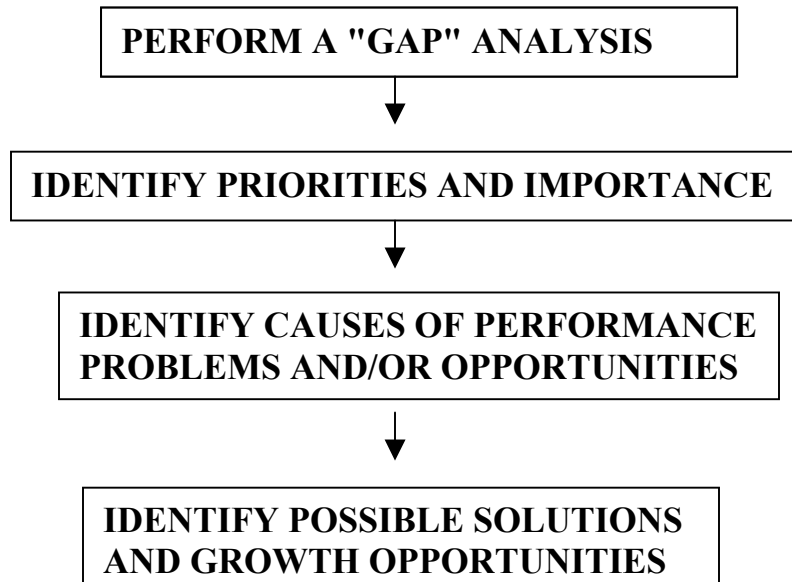 PERFORM A "GAP" ANALYSIS
IDENTIFY PRIORITIES AND IMPORTANCE
IDENTIFY CAUSES OF PERFORMANCE
PROBLEMS AND/OR OPPORTUNITIES
IDENTIFY POSSIBLE SOLUTIONS
AND GROWTH OPPORTUNITIES